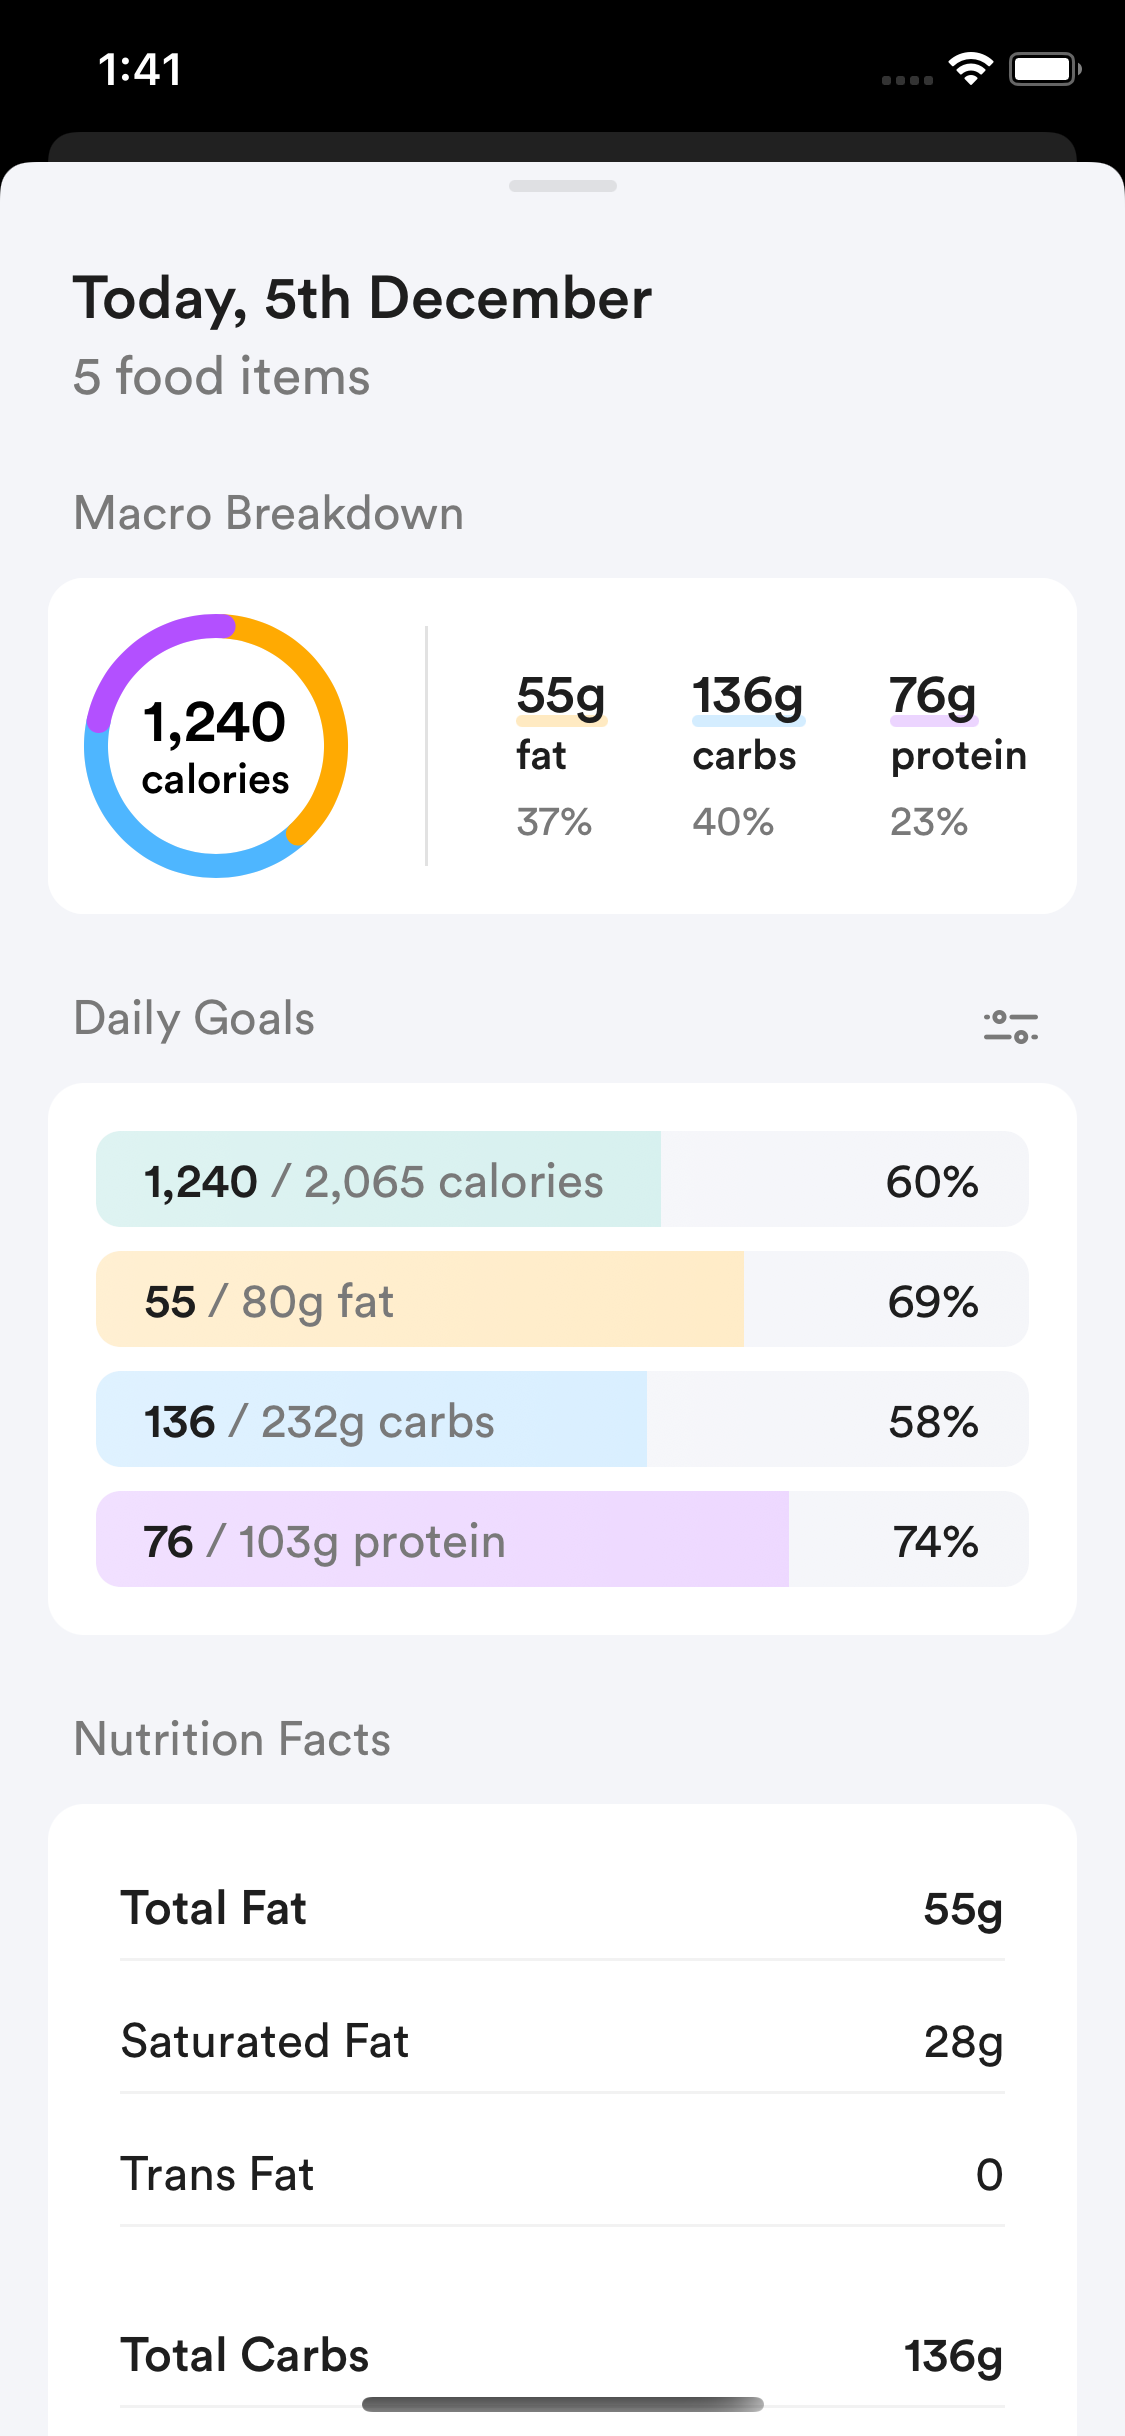 1:41
Today, 5th December
5 food items
Macro Breakdown
1,240
calories
55g
fat
37%
136g
carbs
40%
76g
protein
23%
Daily Goals
1,240 / 2,065 calories 60%
55 / 80g fat 69%
136 / 232g carbs 58%
76 / 103g protein 74%
Nutrition Facts
Total Fat 55g
Saturated Fat 28g
Trans Fat 0
Total Carbs 136g